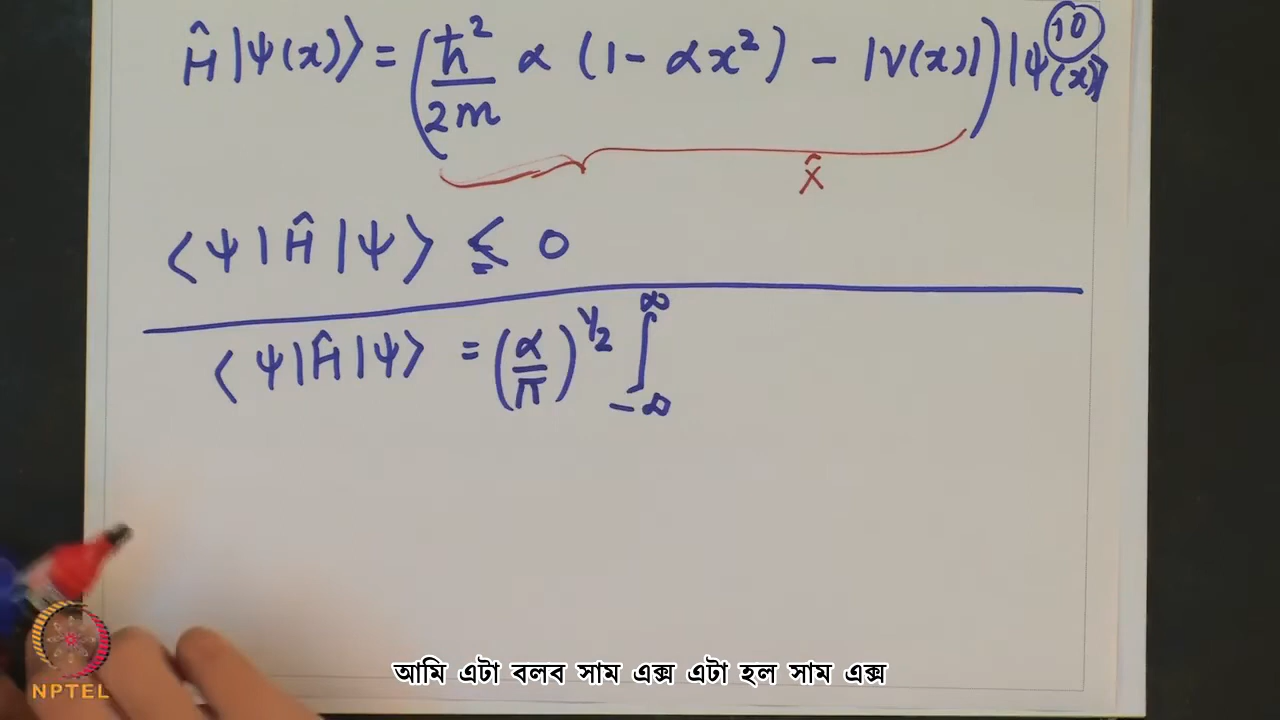 Ĥ |Ψ(x)⟩ = (ħ²/2m α (1 - αx²) - |V(x)|) |Ψ(x)⟩
10
X̂
⟨Ψ|Ĥ|Ψ⟩ ≤ 0
⟨Ψ|Ĥ|Ψ⟩ = (α/π)^1/2 ∫_{-∞}^{∞}
আমি এটা বলব সাম এক্স এটা হল সাম এক্স
NPTEL